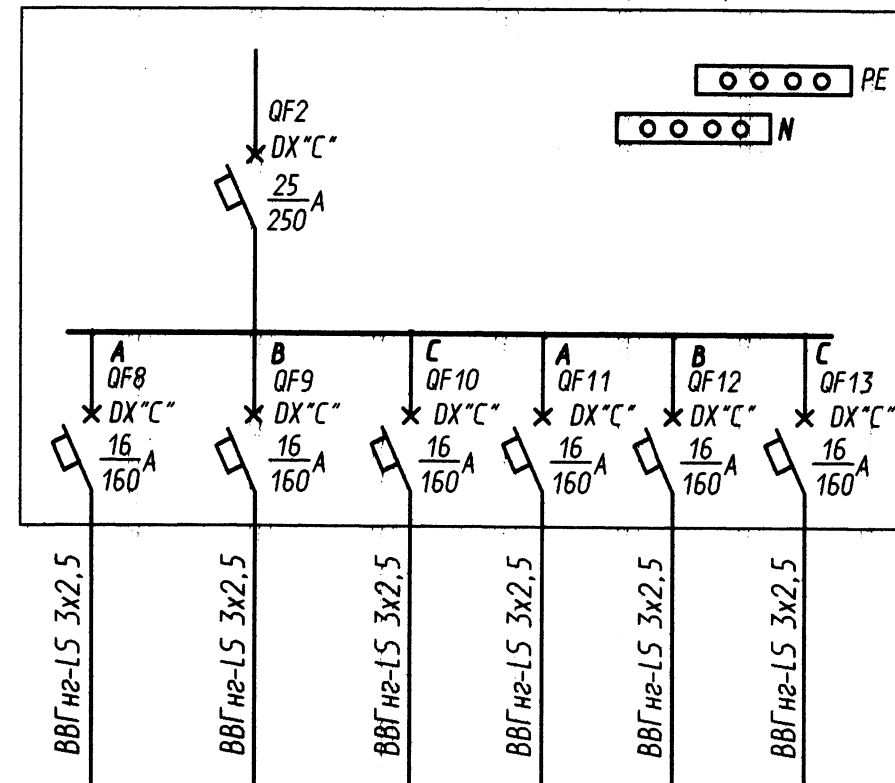 PE
N
QF2
DX"C"
25
250 A
A
QF8
DX"C"
16
160 A
B
QF9
DX"C"
16
160 A
C
QF10
DX"C"
16
160 A
A
QF11
DX"C"
16
160 A
B
QF12
DX"C"
16
160 A
C
QF13
DX"C"
16
160 A
ВВГнг-LS 3x2,5
ВВГнг-LS 3x2,5
ВВГнг-LS 3x2,5
ВВГнг-LS 3x2,5
ВВГнг-LS 3x2,5
ВВГнг-LS 3x2,5